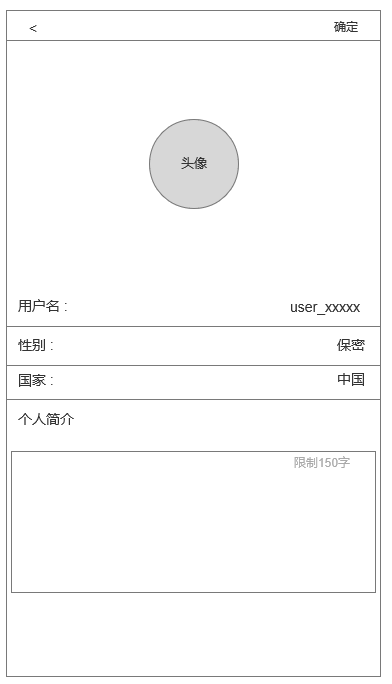 < 确定
头像
用户名 : user_xxxxx
性别 : 保密
国家 : 中国
个人简介
限制150字